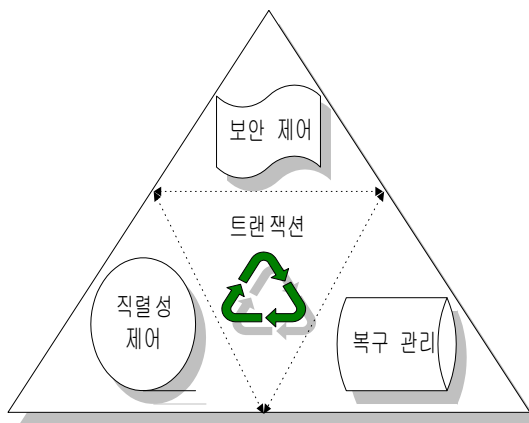 보안 제어
트랜잭션
직렬성
제어
복구 관리